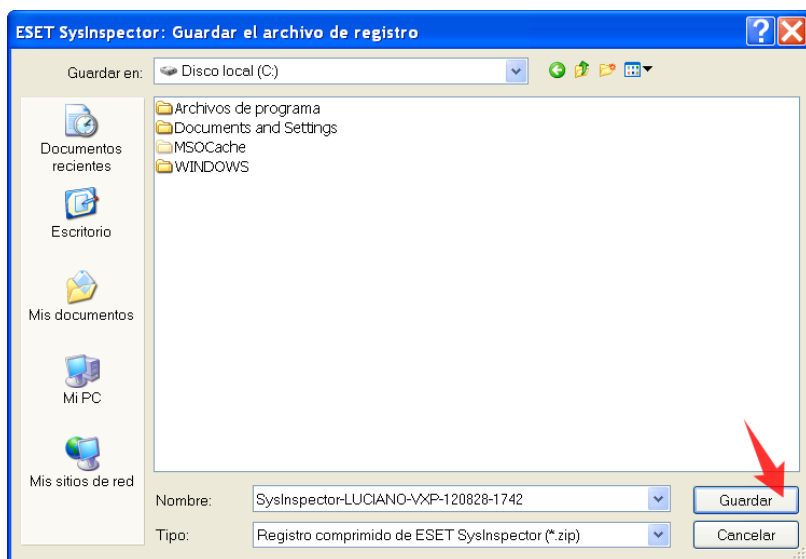 ESET SysInspector: Guardar el archivo de registro
Guardar en:
Disco local (C:)
Documentos
recientes
Escritorio
Mis documentos
Mi PC
Mis sitios de red
Archivos de programa
Documents and Settings
MSOCache
WINDOWS
Nombre:
SysInspector-LUCIANO-VXP-120828-1742
Guardar
Tipo:
Registro comprimido de ESET SysInspector (*.zip)
Cancelar